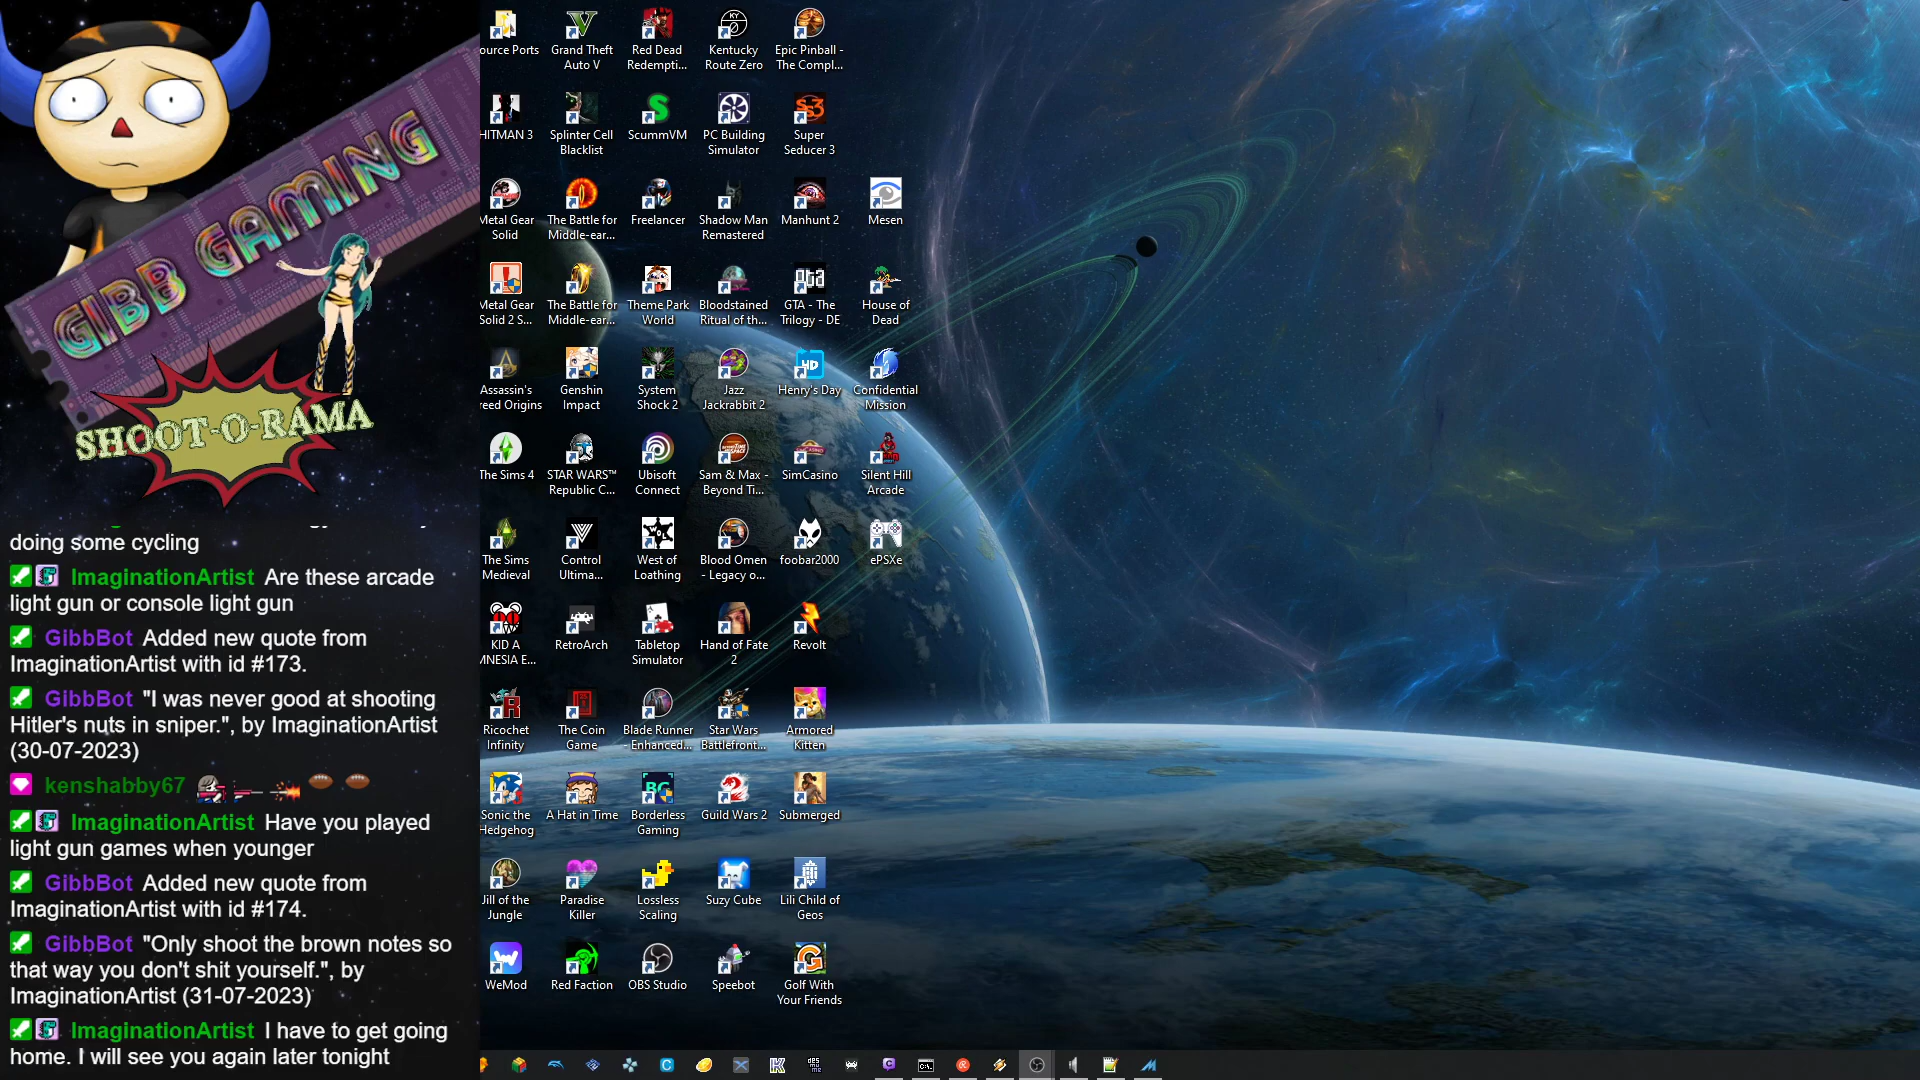 GIBB GAMING
SHOOT-O-RAMA
doing some cycling
ImaginationArtist Are these arcade
light gun or console light gun
GibbBot Added new quote from
ImaginationArtist with id #173.
GibbBot "I was never good at shooting
Hitler's nuts in sniper.", by ImaginationArtist
(30-07-2023)
kenshabby67
ImaginationArtist Have you played
light gun games when younger
GibbBot Added new quote from
ImaginationArtist with id #174.
GibbBot "Only shoot the brown notes so
that way you don't shit yourself.", by
ImaginationArtist (31-07-2023)
ImaginationArtist I have to get going
home. I will see you again later tonight
ource Ports
Grand Theft
Auto V
Red Dead
Redempti...
Kentucky
Route Zero
Epic Pinball -
The Compl...
HITMAN 3
Splinter Cell
Blacklist
ScummVM
PC Building
Simulator
Super
Seducer 3
Metal Gear
Solid
The Battle for
Middle-ear...
Freelancer
Shadow Man
Remastered
Manhunt 2
Mesen
Metal Gear
Solid 2 S...
The Battle for
Middle-ear...
Theme Park
World
Bloodstained
Ritual of th...
GTA - The
Trilogy - DE
House of
Dead
Assassin's
reed Origins
Genshin
Impact
System
Shock 2
Jazz
Jackrabbit 2
Henry's Day
Confidential
Mission
The Sims 4
STAR WARS™
Republic C...
Ubisoft
Connect
Sam & Max -
Beyond Ti...
SimCasino
Silent Hill
Arcade
The Sims
Medieval
Control
Ultima...
West of
Loathing
Blood Omen
- Legacy o...
foobar2000
ePSXe
KID A
MNESIA E...
RetroArch
Tabletop
Simulator
Hand of Fate
2
Revolt
Ricochet
Infinity
The Coin
Game
Blade Runner
- Enhanced...
Star Wars
Battlefront...
Armored
Kitten
Sonic the
Hedgehog
A Hat in Time
Borderless
Gaming
Guild Wars 2
Submerged
Jill of the
Jungle
Paradise
Killer
Lossless
Scaling
Suzy Cube
Lili Child of
Geos
WeMod
Red Faction
OBS Studio
Speebot
Golf With
Your Friends